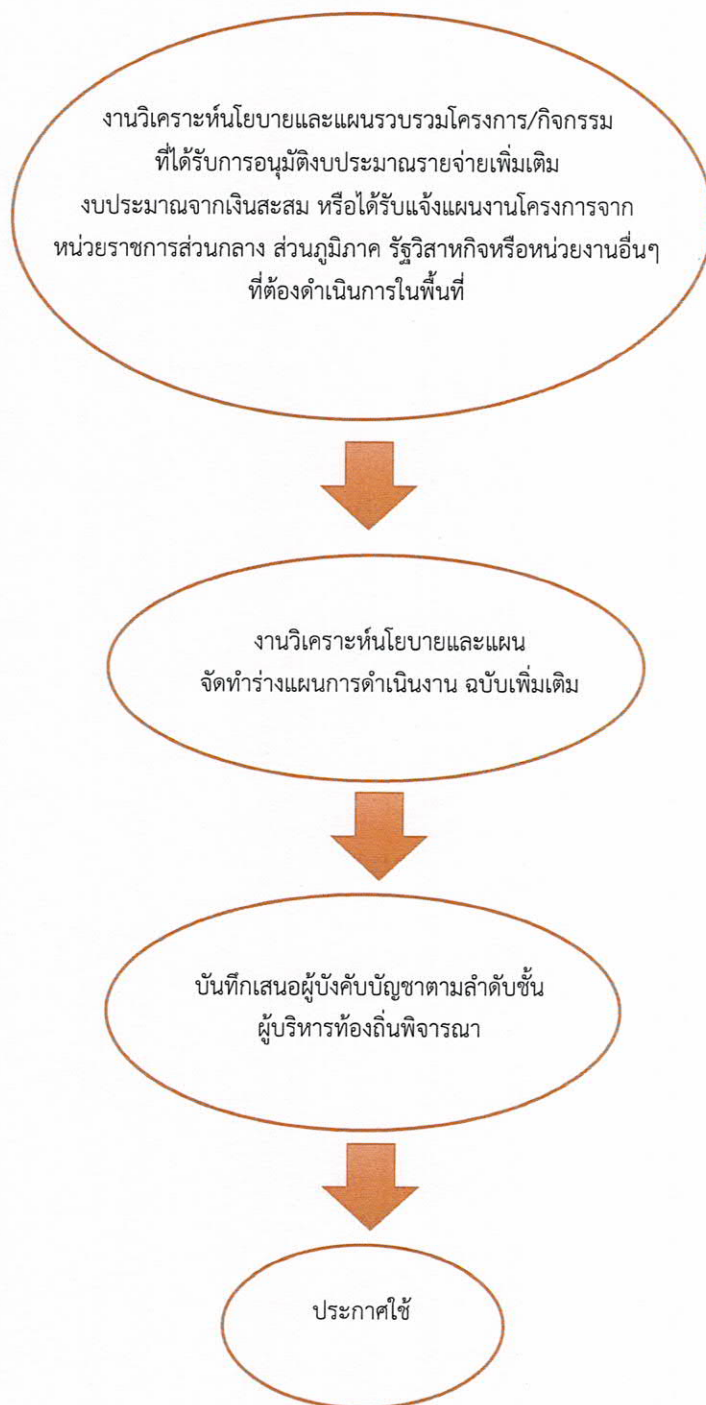 งานวิเคราะห์นโยบายและแผนรวบรวมโครงการ/กิจกรรม
ที่ได้รับการอนุมัติงบประมาณรายจ่ายเพิ่มเติม
งบประมาณจากเงินสะสม หรือได้รับแจ้งแผนงานโครงการจาก
หน่วยราชการส่วนกลาง ส่วนภูมิภาค รัฐวิสาหกิจหรือหน่วยงานอื่นๆ
ที่ต้องดำเนินการในพื้นที่
งานวิเคราะห์นโยบายและแผน
จัดทำร่างแผนการดำเนินงาน ฉบับเพิ่มเติม
บันทึกเสนอผู้บังคับบัญชาตามลำดับชั้น
ผู้บริหารท้องถิ่นพิจารณา
ประกาศใช้